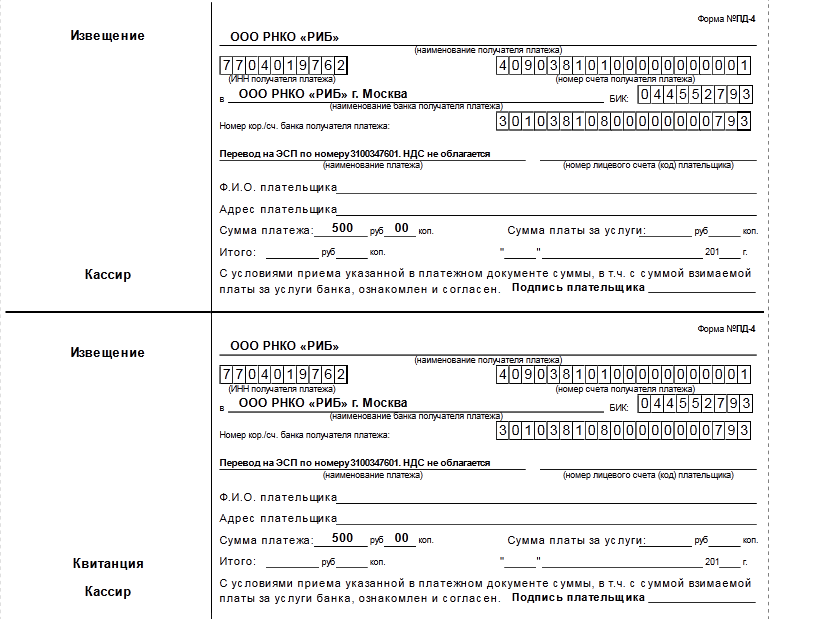 Форма №ПД-4
Извещение
ООО РНКО «РИБ»
(наименование получателя платежа)
7704019762 40903810100000000001
(ИНН получателя платежа) (номер счета получателя платежа)
в ООО РНКО «РИБ» г. Москва БИК: 044552793
(наименование банка получателя платежа)
Номер кор./сч. банка получателя платежа: 30103810800000000793
Перевод на ЭСП по номеру3100347601. НДС не облагается
(наименование платежа) (номер лицевого счета (код) плательщика)
Ф.И.О. плательщика
Адрес плательщика
Сумма платежа: 500 руб 00 коп. Сумма платы за услуги: руб коп.
Итого: руб коп. " " 201 г.
Кассир
С условиями приема указанной в платежном документе суммы, в т.ч. с суммой взимаемой
платы за услуги банка, ознакомлен и согласен. Подпись плательщика
Форма №ПД-4
Извещение
ООО РНКО «РИБ»
(наименование получателя платежа)
7704019762 40903810100000000001
(ИНН получателя платежа) (номер счета получателя платежа)
в ООО РНКО «РИБ» г. Москва БИК: 044552793
(наименование банка получателя платежа)
Номер кор./сч. банка получателя платежа: 30103810800000000793
Перевод на ЭСП по номеру3100347601. НДС не облагается
(наименование платежа) (номер лицевого счета (код) плательщика)
Ф.И.О. плательщика
Адрес плательщика
Сумма платежа: 500 руб 00 коп. Сумма платы за услуги: руб коп.
Квитанция
Итого: руб коп. " " 201 г.
Кассир
С условиями приема указанной в платежном документе суммы, в т.ч. с суммой взимаемой
платы за услуги банка, ознакомлен и согласен. Подпись плательщика